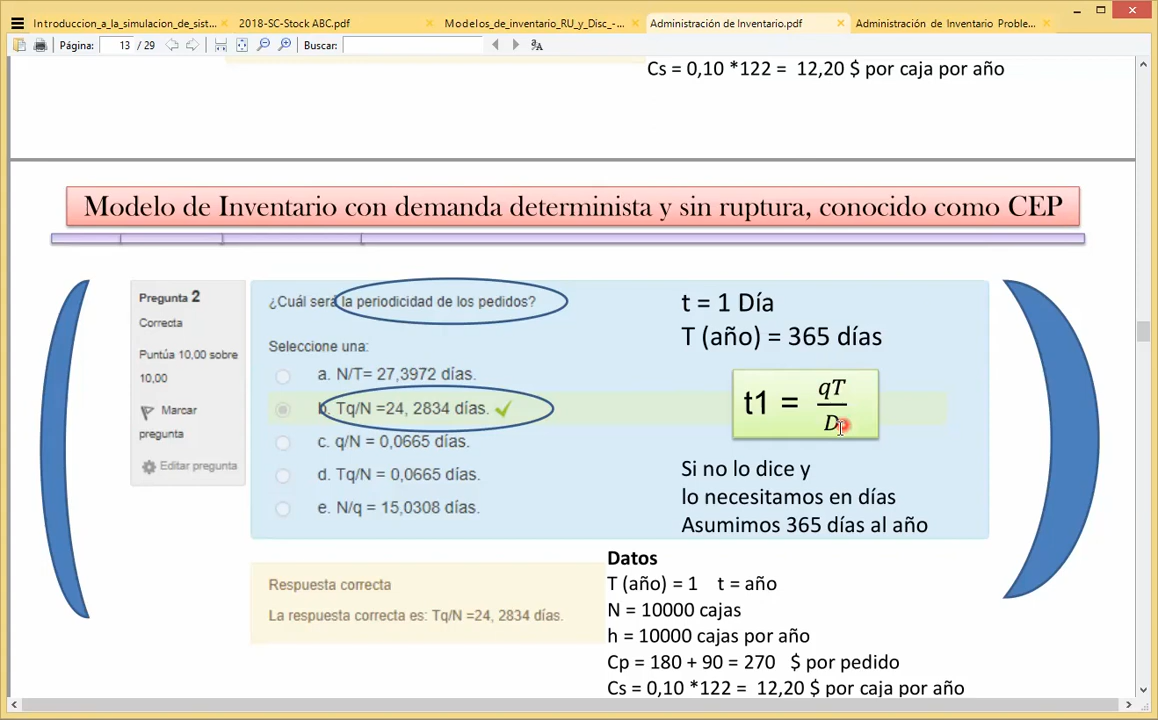 Introduccion_a_la_simulacion_de_sist...
2018-SC-Stock ABC.pdf
Modelos_de_inventario_RU_y_Disc_-...
Administración de Inventario.pdf
Administración de Inventario Proble...
Página:
13 / 29
Buscar:
Cs = 0,10 *122 = 12,20 $ por caja por año
Modelo de Inventario con demanda determinista y sin ruptura, conocido como CEP
Pregunta 2
Correcta
Puntúa 10,00 sobre
10,00
Marcar
pregunta
Editar pregunta
¿Cuál será la periodicidad de los pedidos?
Seleccione una:
a. N/T= 27,3972 días.
b. Tq/N =24, 2834 días.
c. q/N = 0,0665 días.
d. Tq/N = 0,0665 días.
e. N/q = 15,0308 días.
t = 1 Día
T (año) = 365 días
t1 = qT/D
Si no lo dice y
lo necesitamos en días
Asumimos 365 días al año
Respuesta correcta
La respuesta correcta es: Tq/N =24, 2834 días.
Datos
T (año) = 1 t = año
N = 10000 cajas
h = 10000 cajas por año
Cp = 180 + 90 = 270 $ por pedido
Cs = 0,10 *122 = 12,20 $ por caja por año